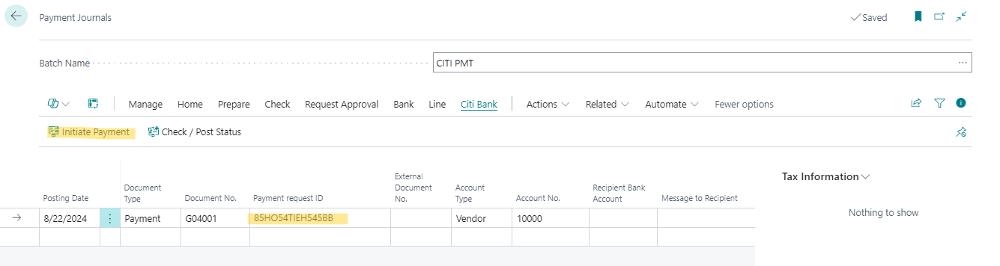 Payment Journals
Saved
Batch Name
CITI PMT
Manage Home Prepare Check Request Approval Bank Line Citi Bank Actions Related Automate Fewer options
Initiate Payment Check / Post Status
Tax Information
Nothing to show
Posting Date
Document
Type
Document No.
Payment request ID
External
Document
No.
Account
Type
Account No.
Recipient Bank
Account
Message to Recipient
8/22/2024 Payment G04001 85HO54TIEH545BB Vendor 10000